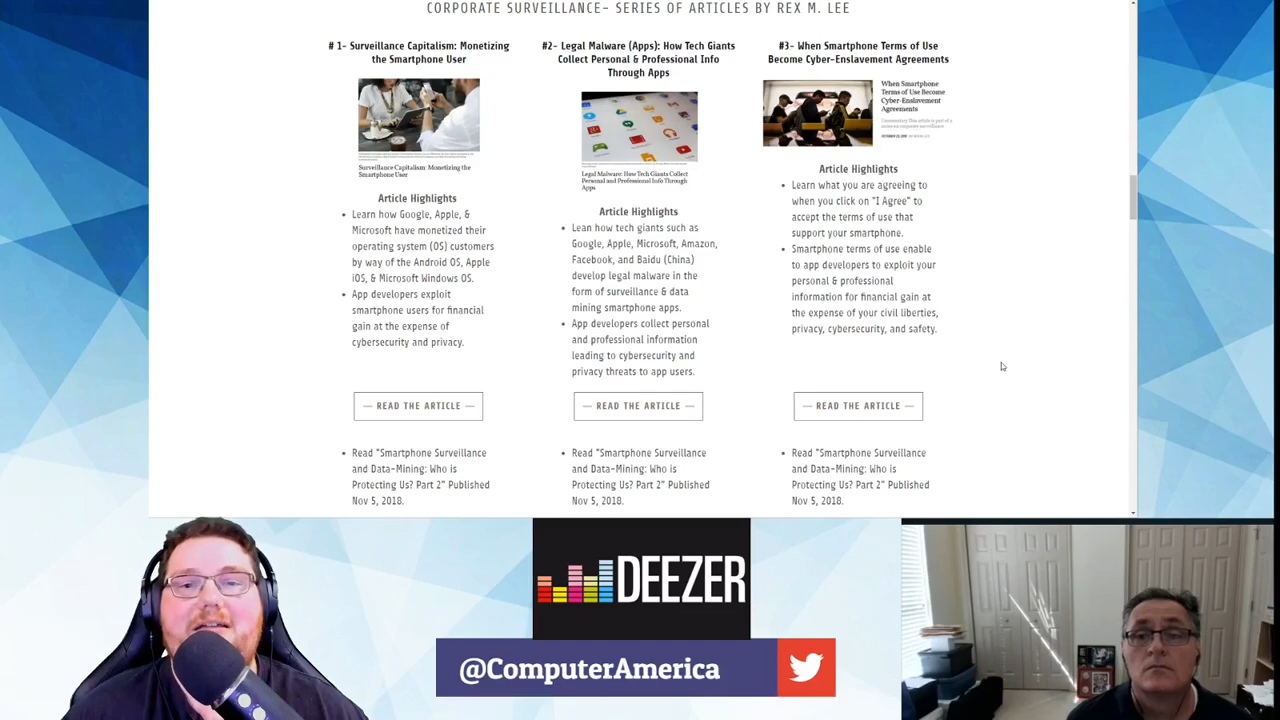 CORPORATE SURVEILLANCE- SERIES OF ARTICLES BY REX M. LEE
# 1- Surveillance Capitalism: Monetizing
the Smartphone User
Surveillance Capitalism: Monetizing the
Smartphone User
Article Highlights
Learn how Google, Apple, &
Microsoft have monetized their
operating system (OS) customers
by way of the Android OS, Apple
iOS, & Microsoft Windows OS.
App developers exploit
smartphone users for financial
gain at the expense of
cybersecurity and privacy.
— READ THE ARTICLE —
Read "Smartphone Surveillance
and Data-Mining: Who is
Protecting Us? Part 2" Published
Nov 5, 2018.
#2- Legal Malware (Apps): How Tech Giants
Collect Personal & Professional Info
Through Apps
Legal Malware: How Tech Giants Collect
Personal and Professional Info Through
Apps
Article Highlights
Lean how tech giants such as
Google, Apple, Microsoft, Amazon,
Facebook, and Baidu (China)
develop legal malware in the
form of surveillance & data
mining smartphone apps.
App developers collect personal
and professional information
leading to cybersecurity and
privacy threats to app users.
— READ THE ARTICLE —
Read "Smartphone Surveillance
and Data-Mining: Who is
Protecting Us? Part 2" Published
Nov 5, 2018.
#3- When Smartphone Terms of Use
Become Cyber-Enslavement Agreements
When Smartphone
Terms of Use Become
Cyber-Enslavement
Agreements
Article Highlights
Learn what you are agreeing to
when you click on "I Agree" to
accept the terms of use that
support your smartphone.
Smartphone terms of use enable
to app developers to exploit your
personal & professional
information for financial gain at
the expense of your civil liberties,
privacy, cybersecurity, and safety.
— READ THE ARTICLE —
Read "Smartphone Surveillance
and Data-Mining: Who is
Protecting Us? Part 2" Published
Nov 5, 2018.
DEEZER
@ComputerAmerica